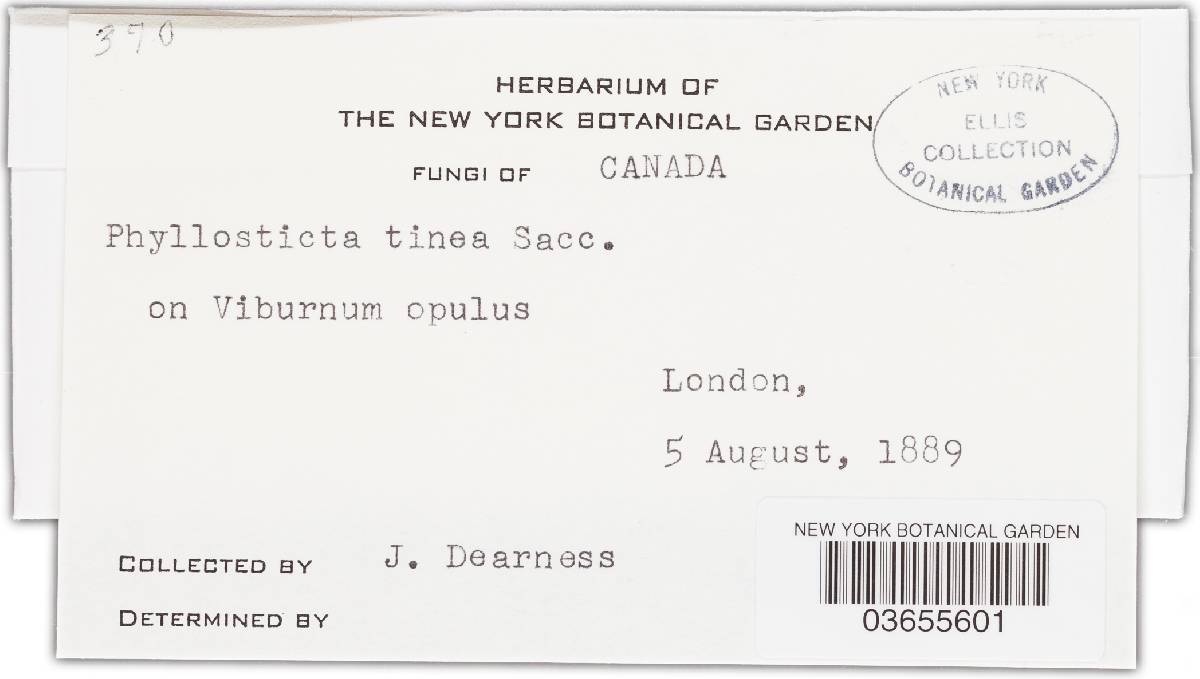 390
HERBARIUM OF
THE NEW YORK BOTANICAL GARDEN
FUNGI OF CANADA
NEW YORK
ELLIS
COLLECTION
BOTANICAL GARDEN
Phyllosticta tinea Sacc.
on Viburnum opulus
London,
5 August, 1889
COLLECTED BY J. Dearness
DETERMINED BY
NEW YORK BOTANICAL GARDEN
03655601